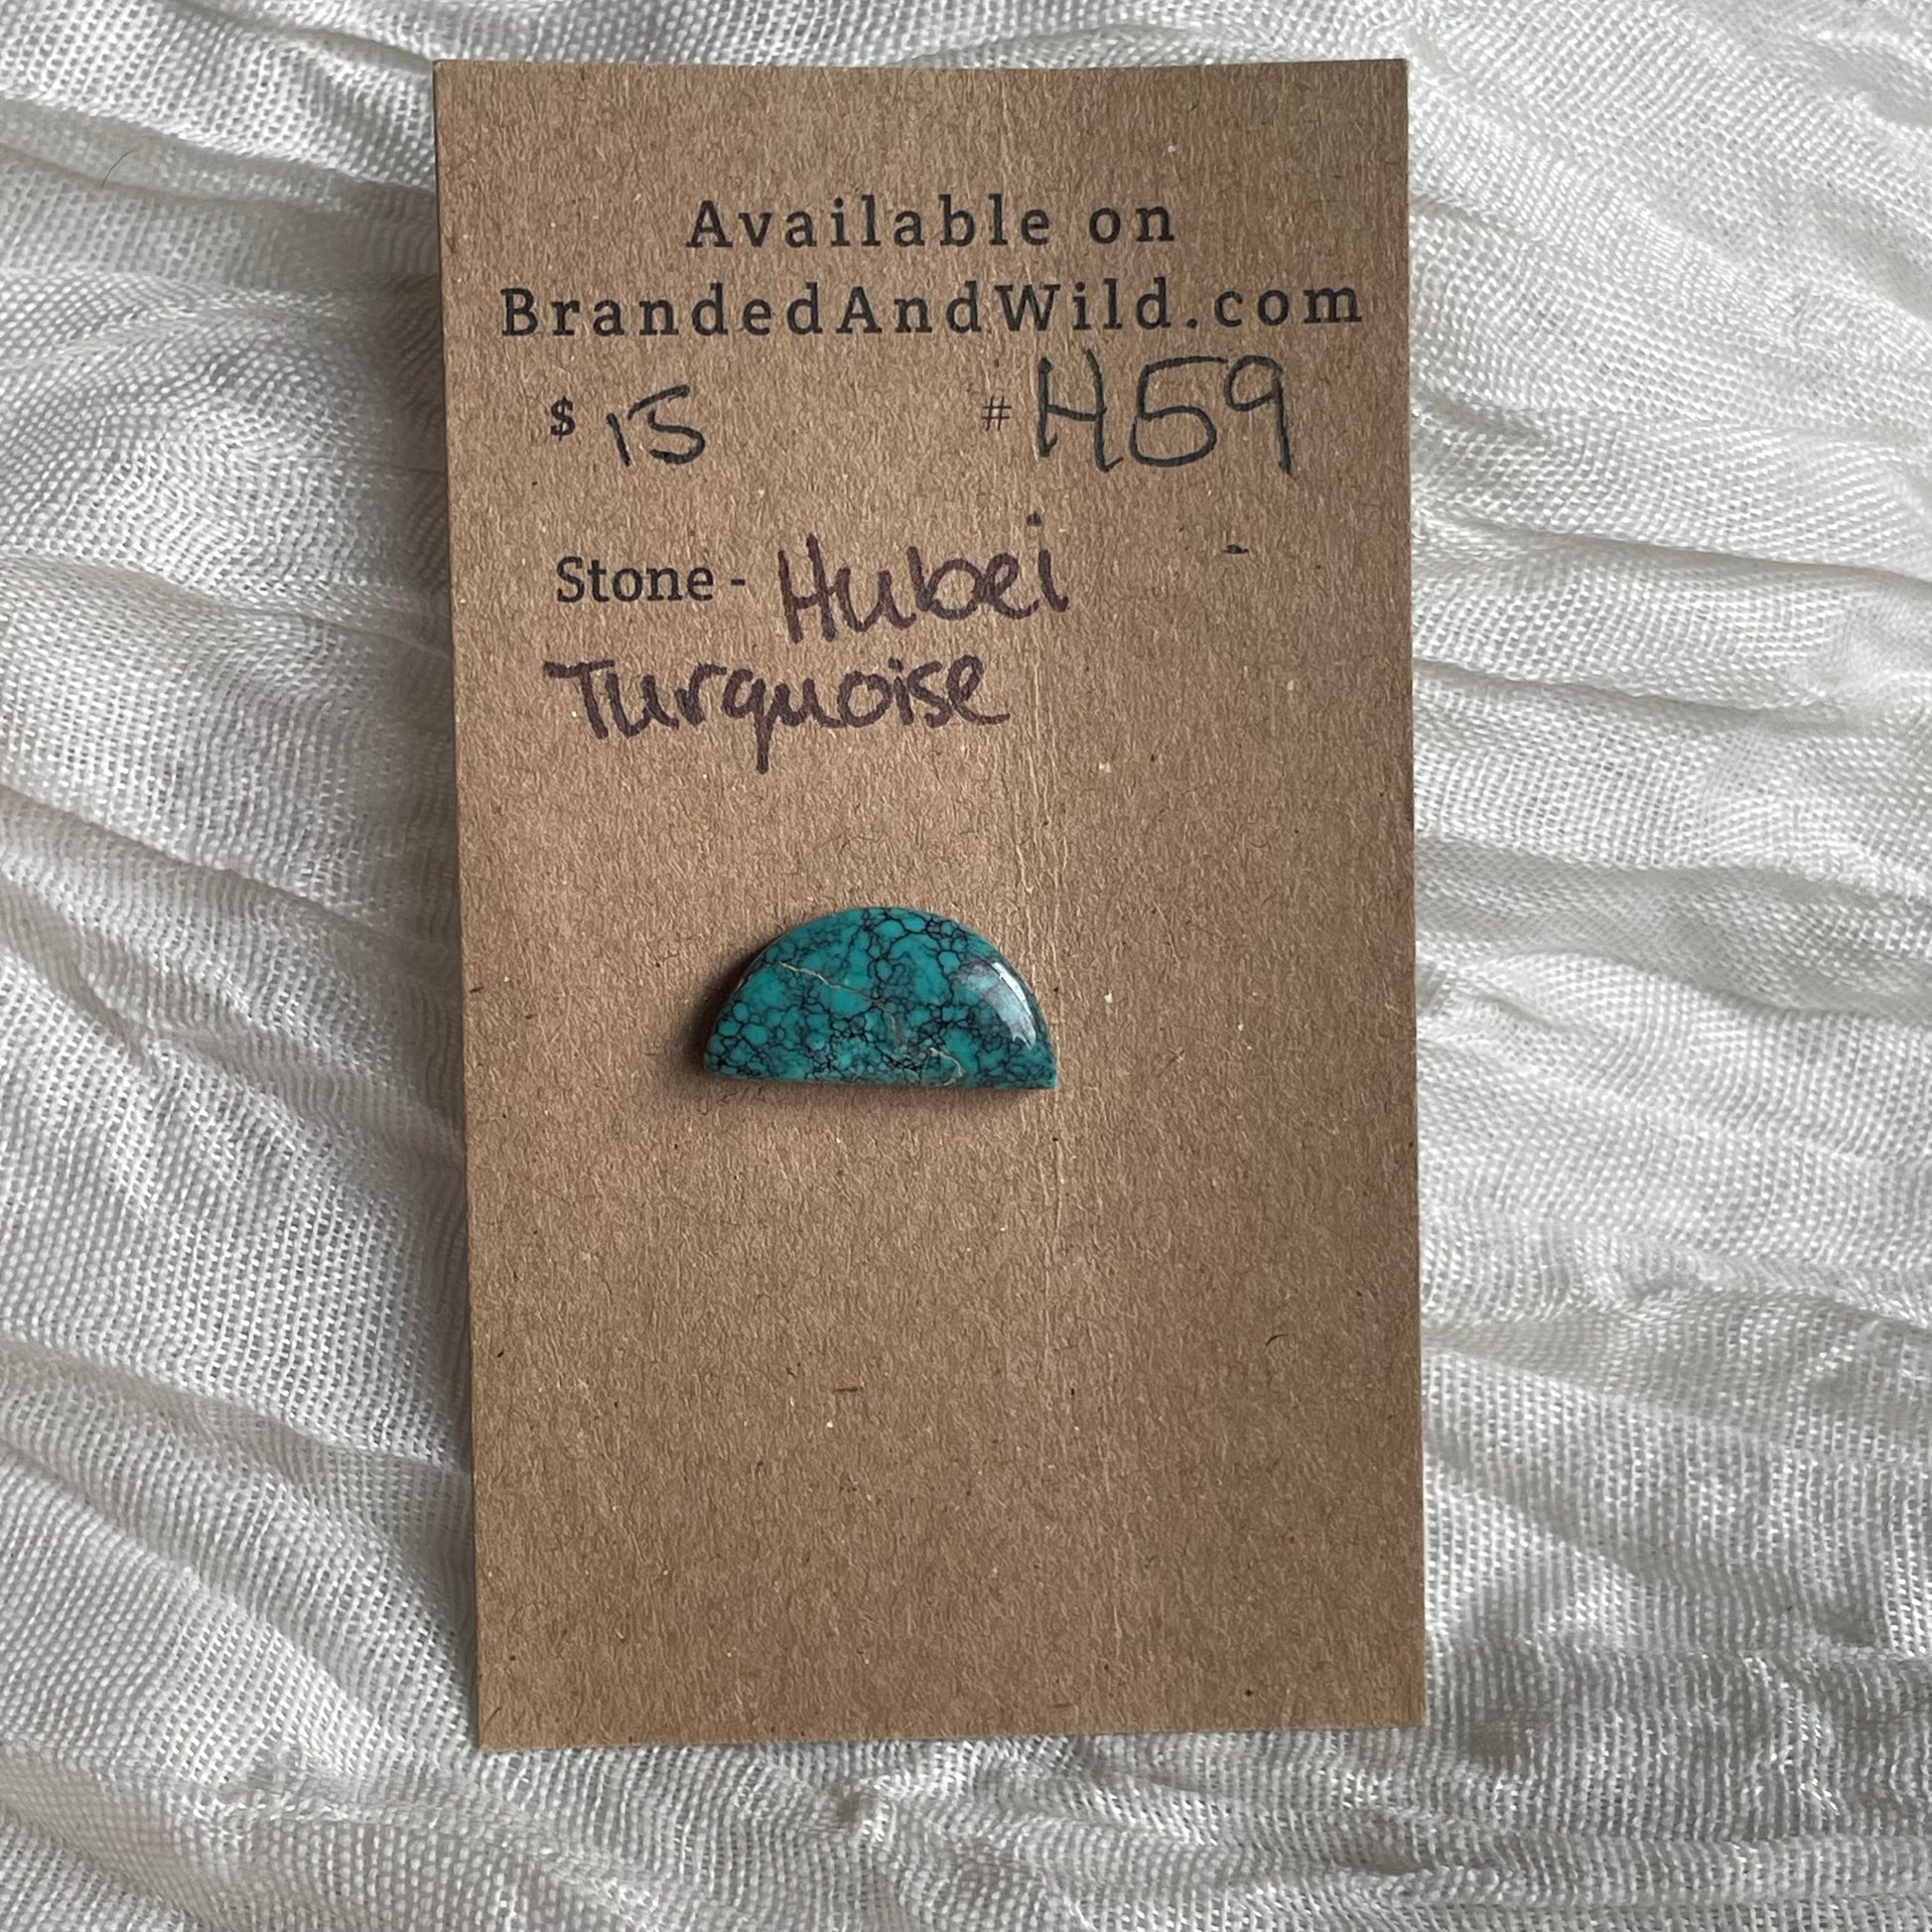 Available on
BrandedAndWild.com
$ 15 # H59
Stone - Hubei
Turquoise